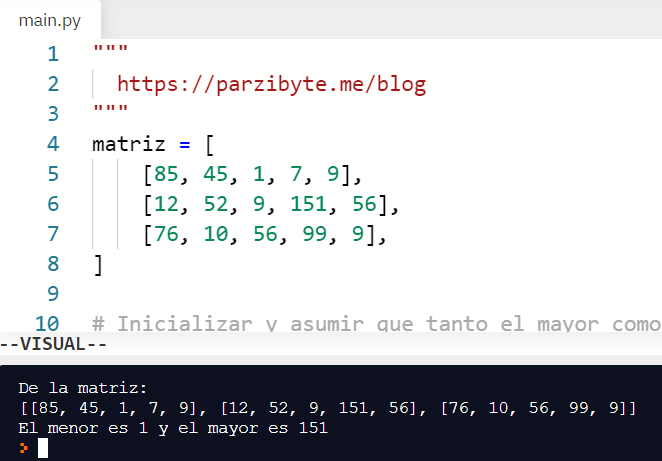 main.py
1 """
2 https://parzibyte.me/blog
3 """
4 matriz = [
5 [85, 45, 1, 7, 9],
6 [12, 52, 9, 151, 56],
7 [76, 10, 56, 99, 9],
8 ]
9
10 # Inicializar y asumir que tanto el mayor como
--VISUAL--
De la matriz:
[[85, 45, 1, 7, 9], [12, 52, 9, 151, 56], [76, 10, 56, 99, 9]]
El menor es 1 y el mayor es 151
>